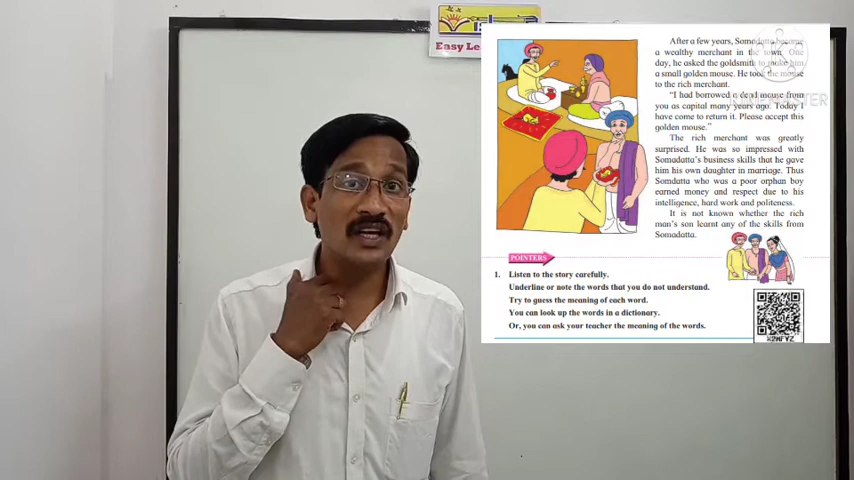 Easy Le
After a few years, Somadatta became
a wealthy merchant in the town. One
day, he asked the goldsmith to make him
a small golden mouse. He took the mouse
to the rich merchant.
KINEMASTER
“I had borrowed a dead mouse from
you as capital many years ago. Today I
have come to return it. Please accept this
golden mouse.”
The rich merchant was greatly
surprised. He was so impressed with
Somadatta's business skills that he gave
him his own daughter in marriage. Thus
Somdatta who was a poor orphan boy
earned money and respect due to his
intelligence, hard work and politeness.
It is not known whether the rich
man's son learnt any of the skills from
Somadatta.
POINTERS
1. Listen to the story carefully.
Underline or note the words that you do not understand.
Try to guess the meaning of each word.
You can look up the words in a dictionary.
Or, you can ask your teacher the meaning of the words.